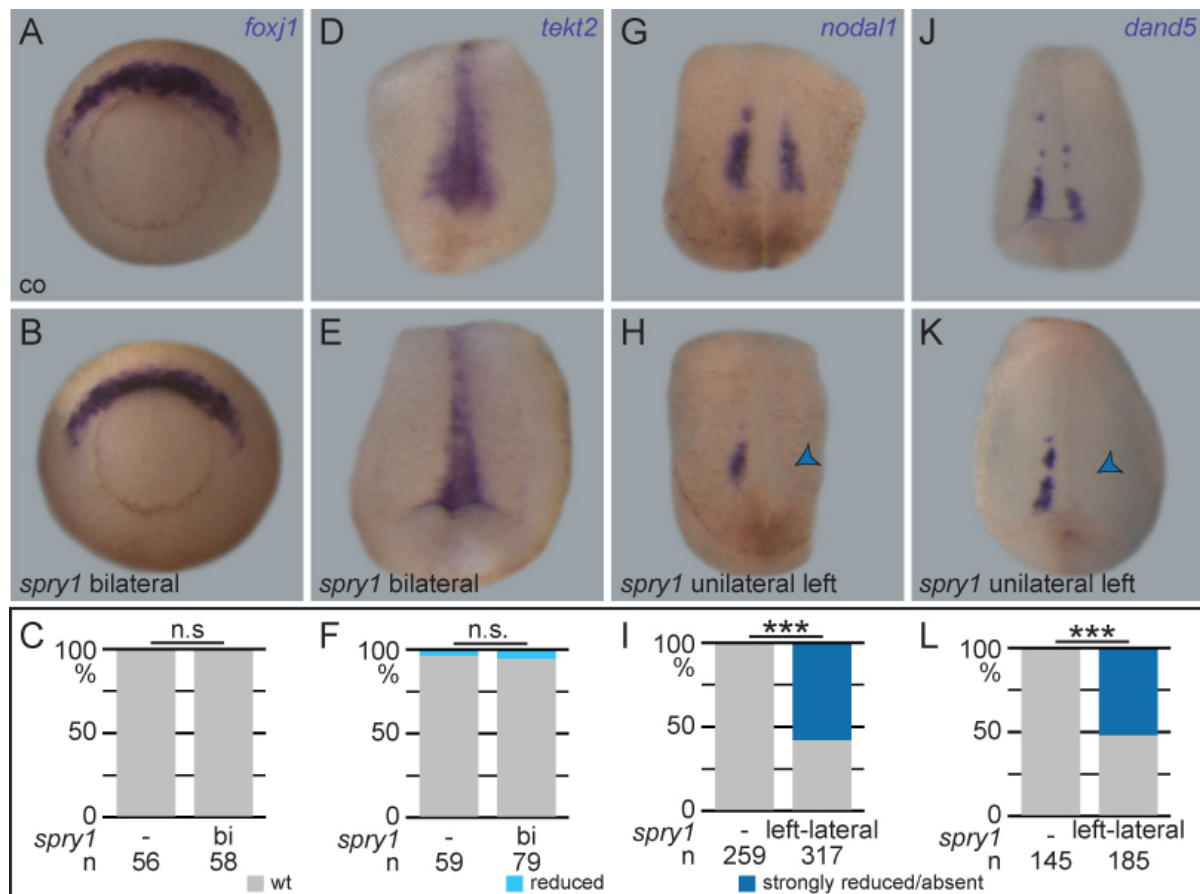 A foxj1 D tekt2 G nodal1 J dand5
co
B E H K
spry1 bilateral spry1 bilateral spry1 unilateral left spry1 unilateral left
C n.s F n.s. I *** L ***
100 100 100 100
% % % %
50 50 50 50
0 0 0 0
spry1 - bi spry1 - bi spry1 - left-lateral spry1 - left-lateral
n 56 58 n 59 79 n 259 317 n 145 185
wt reduced strongly reduced/absent